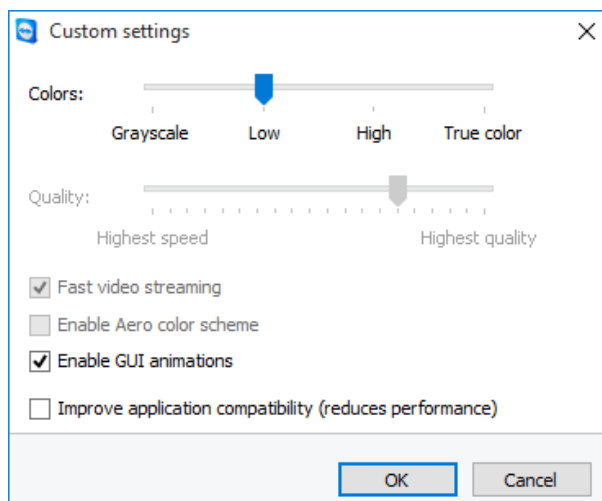 Custom settings
Colors:
Grayscale Low High True color
Quality:
Highest speed Highest quality
Fast video streaming
Enable Aero color scheme
Enable GUI animations
Improve application compatibility (reduces performance)
OK Cancel